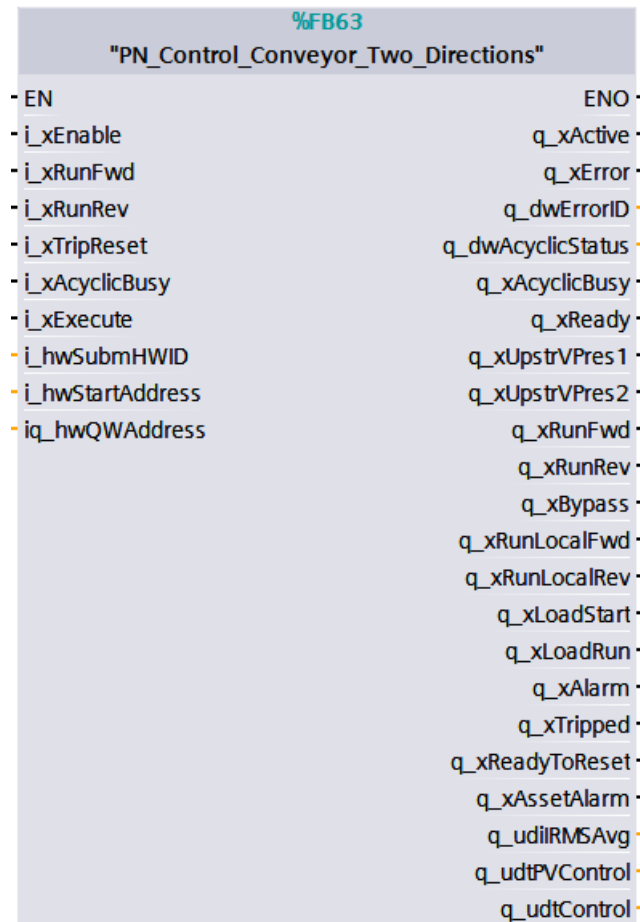 %FB63
"PN_Control_Conveyor_Two_Directions"
EN ENO
i_xEnable q_xActive
i_xRunFwd q_xError
i_xRunRev q_dwErrorID
i_xTripReset q_dwAcyclicStatus
i_xAcyclicBusy q_xAcyclicBusy
i_xExecute q_xReady
i_hwSubmHWID q_xUpstrVPres1
i_hwStartAddress q_xUpstrVPres2
iq_hwQWAddress q_xRunFwd
q_xRunRev
q_xBypass
q_xRunLocalFwd
q_xRunLocalRev
q_xLoadStart
q_xLoadRun
q_xAlarm
q_xTripped
q_xReadyToReset
q_xAssetAlarm
q_udiIRMSAvg
q_udtPVControl
q_udtControl